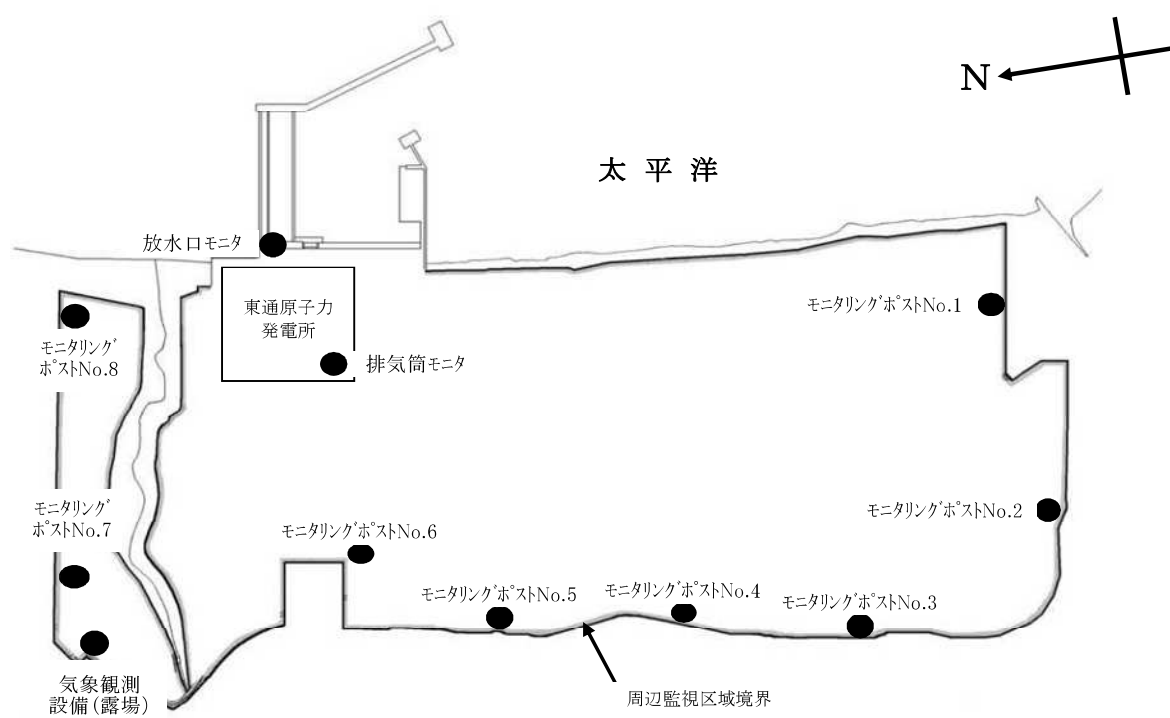 N
太平洋
放水口モニタ
東通原子力
発電所
排気筒モニタ
モニタリングポストNo.1
モニタリング
ポストNo.8
モニタリング
ポストNo.7
モニタリングポストNo.6
モニタリングポストNo.2
モニタリングポストNo.5
モニタリングポストNo.4
モニタリングポストNo.3
気象観測
設備(露場)
周辺監視区域境界